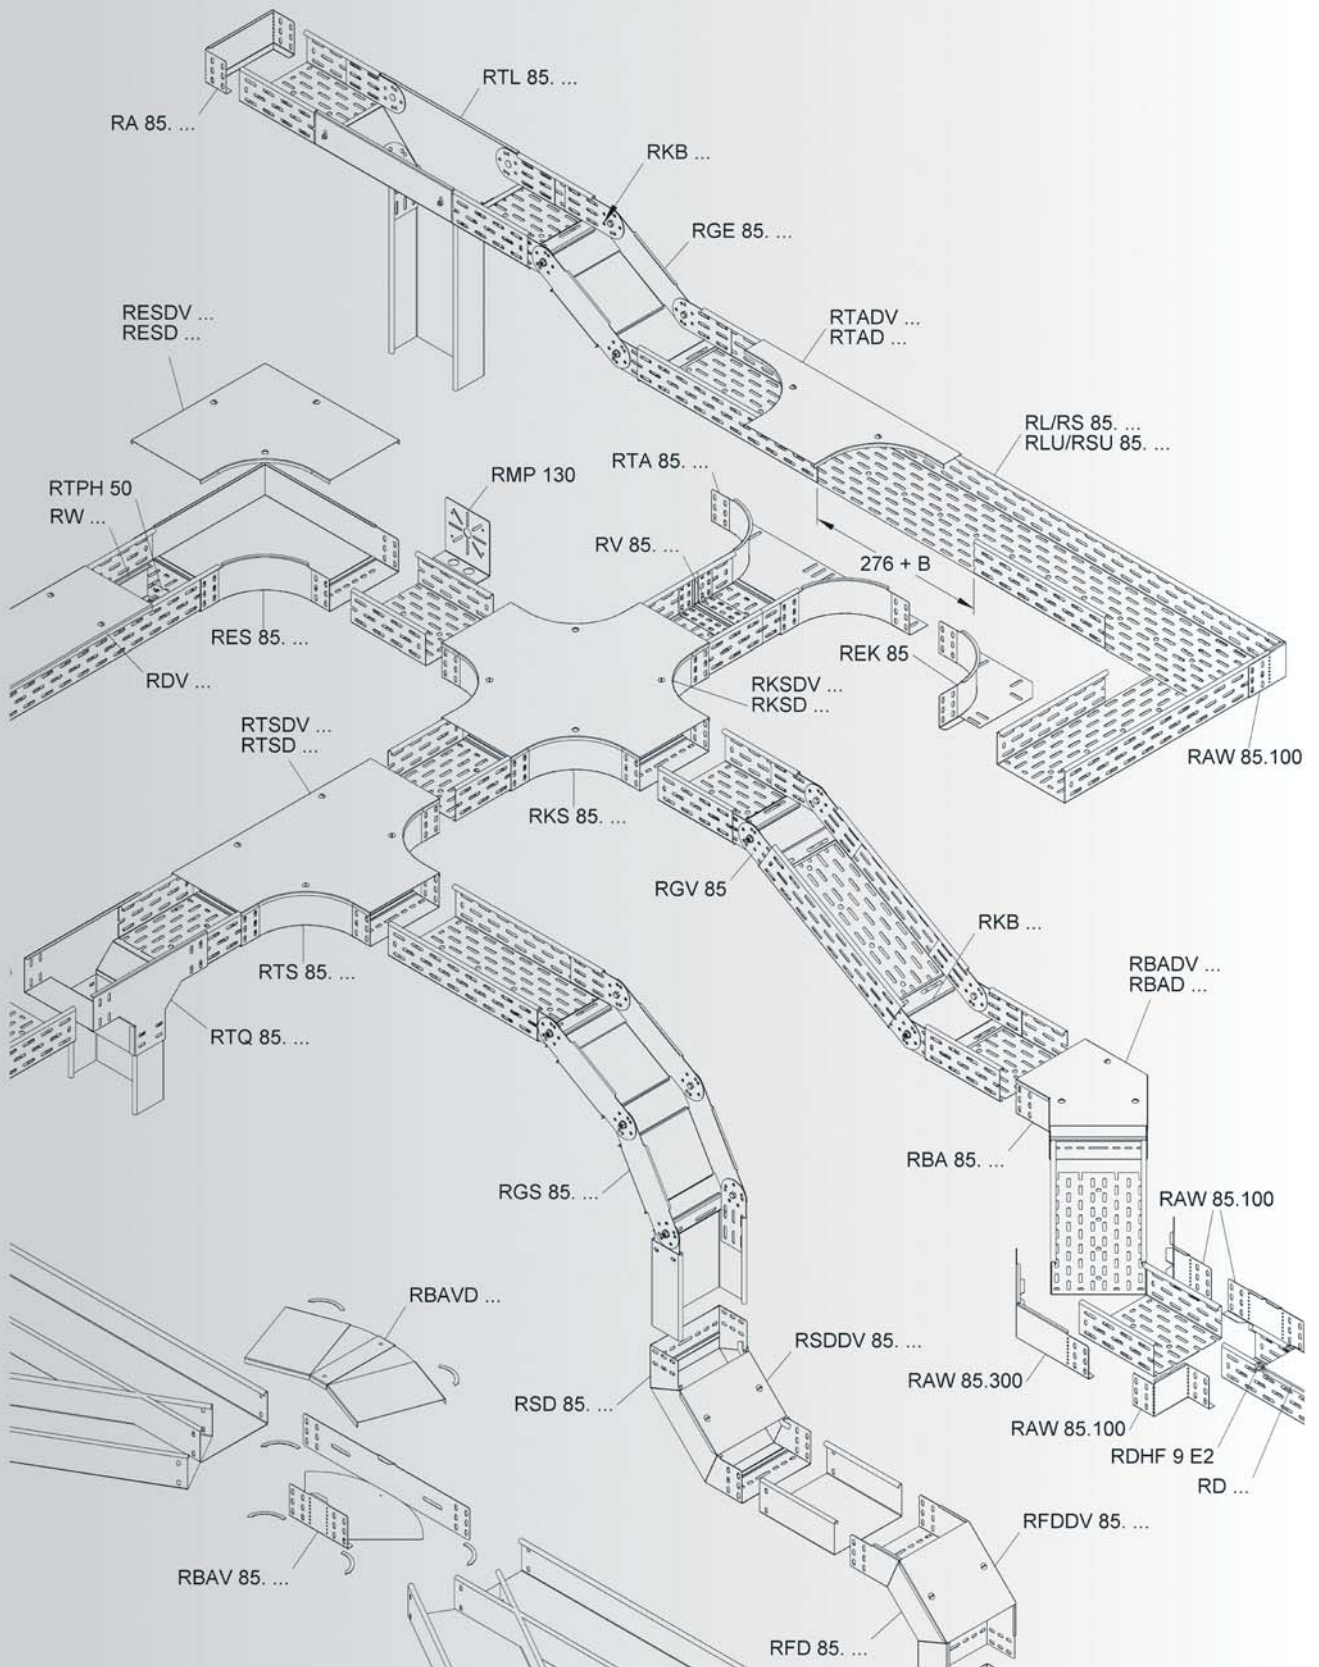 RTL 85. ...
RA 85. ...
RKB ...
RGE 85. ...
RESDV ...
RESD ...
RTADV ...
RTAD ...
RL/RS 85. ...
RLU/RSU 85. ...
RTA 85. ...
RMP 130
RTPH 50
RW ...
RV 85. ...
276 + B
RES 85. ...
REK 85
RDV ...
RKSDV ...
RKSD ...
RTSDV ...
RTSD ...
RAW 85.100
RKS 85. ...
RGV 85
RKB ...
RTS 85. ...
RBADV ...
RBAD ...
RTQ 85. ...
RBA 85. ...
RGS 85. ...
RAW 85.100
RBAVD ...
RSDDV 85. ...
RAW 85.300
RSD 85. ...
RAW 85.100
RDHF 9 E2
RD ...
RFDDV 85. ...
RBAV 85. ...
RFD 85. ...